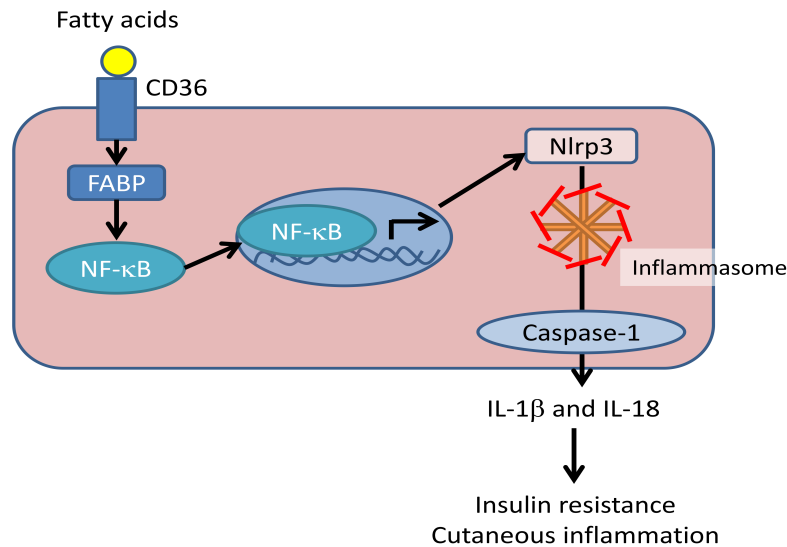 Fatty acids
CD36
FABP
NF-κB
NF-κB
Nlrp3
Inflammasome
Caspase-1
IL-1β and IL-18
Insulin resistance
Cutaneous inflammation